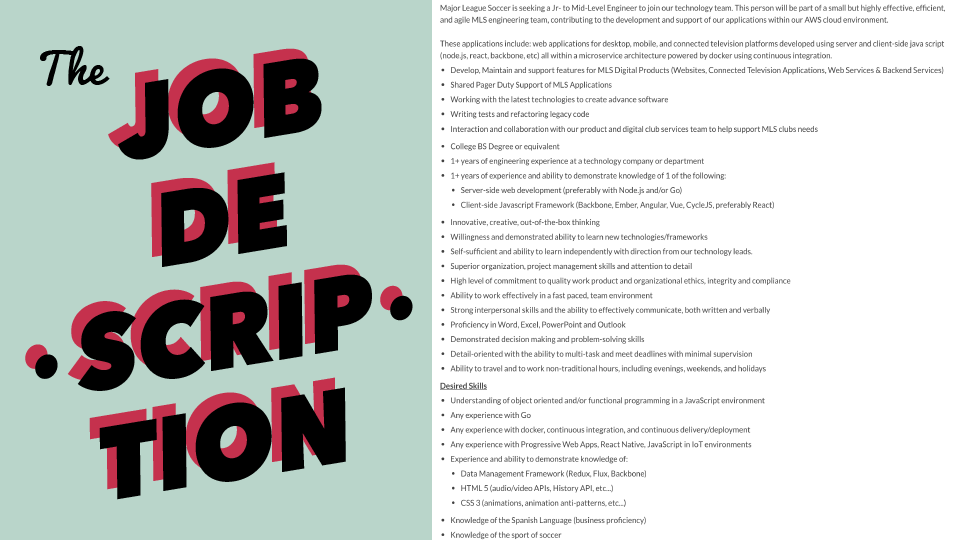 The
JOB
DE
SCRIP
TION
Major League Soccer is seeking a Jr- to Mid-Level Engineer to join our technology team. This person will be part of a small but highly effective, efficient,
and agile MLS engineering team, contributing to the development and support of our applications within our AWS cloud environment.
These applications include: web applications for desktop, mobile, and connected television platforms developed using server and client-side java script
(node.js, react, backbone, etc) all within a microservice architecture powered by docker using continuous integration.
• Develop, Maintain and support features for MLS Digital Products (Websites, Connected Television Applications, Web Services & Backend Services)
• Shared Pager Duty Support of MLS Applications
• Working with the latest technologies to create advance software
• Writing tests and refactoring legacy code
• Interaction and collaboration with our product and digital club services team to help support MLS clubs needs
• College BS Degree or equivalent
• 1+ years of engineering experience at a technology company or department
• 1+ years of experience and ability to demonstrate knowledge of 1 of the following:
• Server-side web development (preferably with Node.js and/or Go)
• Client-side Javascript Framework (Backbone, Ember, Angular, Vue, CycleJS, preferably React)
• Innovative, creative, out-of-the-box thinking
• Willingness and demonstrated ability to learn new technologies/frameworks
• Self-sufficient and ability to learn independently with direction from our technology leads.
• Superior organization, project management skills and attention to detail
• High level of commitment to quality work product and organizational ethics, integrity and compliance
• Ability to work effectively in a fast paced, team environment
• Strong interpersonal skills and the ability to effectively communicate, both written and verbally
• Proficiency in Word, Excel, PowerPoint and Outlook
• Demonstrated decision making and problem-solving skills
• Detail-oriented with the ability to multi-task and meet deadlines with minimal supervision
• Ability to travel and to work non-traditional hours, including evenings, weekends, and holidays
Desired Skills
• Understanding of object oriented and/or functional programming in a JavaScript environment
• Any experience with Go
• Any experience with docker, continuous integration, and continuous delivery/deployment
• Any experience with Progressive Web Apps, React Native, JavaScript in IoT environments
• Experience and ability to demonstrate knowledge of:
• Data Management Framework (Redux, Flux, Backbone)
• HTML 5 (audio/video APIs, History API, etc...)
• CSS 3 (animations, animation anti-patterns, etc...)
• Knowledge of the Spanish Language (business proficiency)
• Knowledge of the sport of soccer